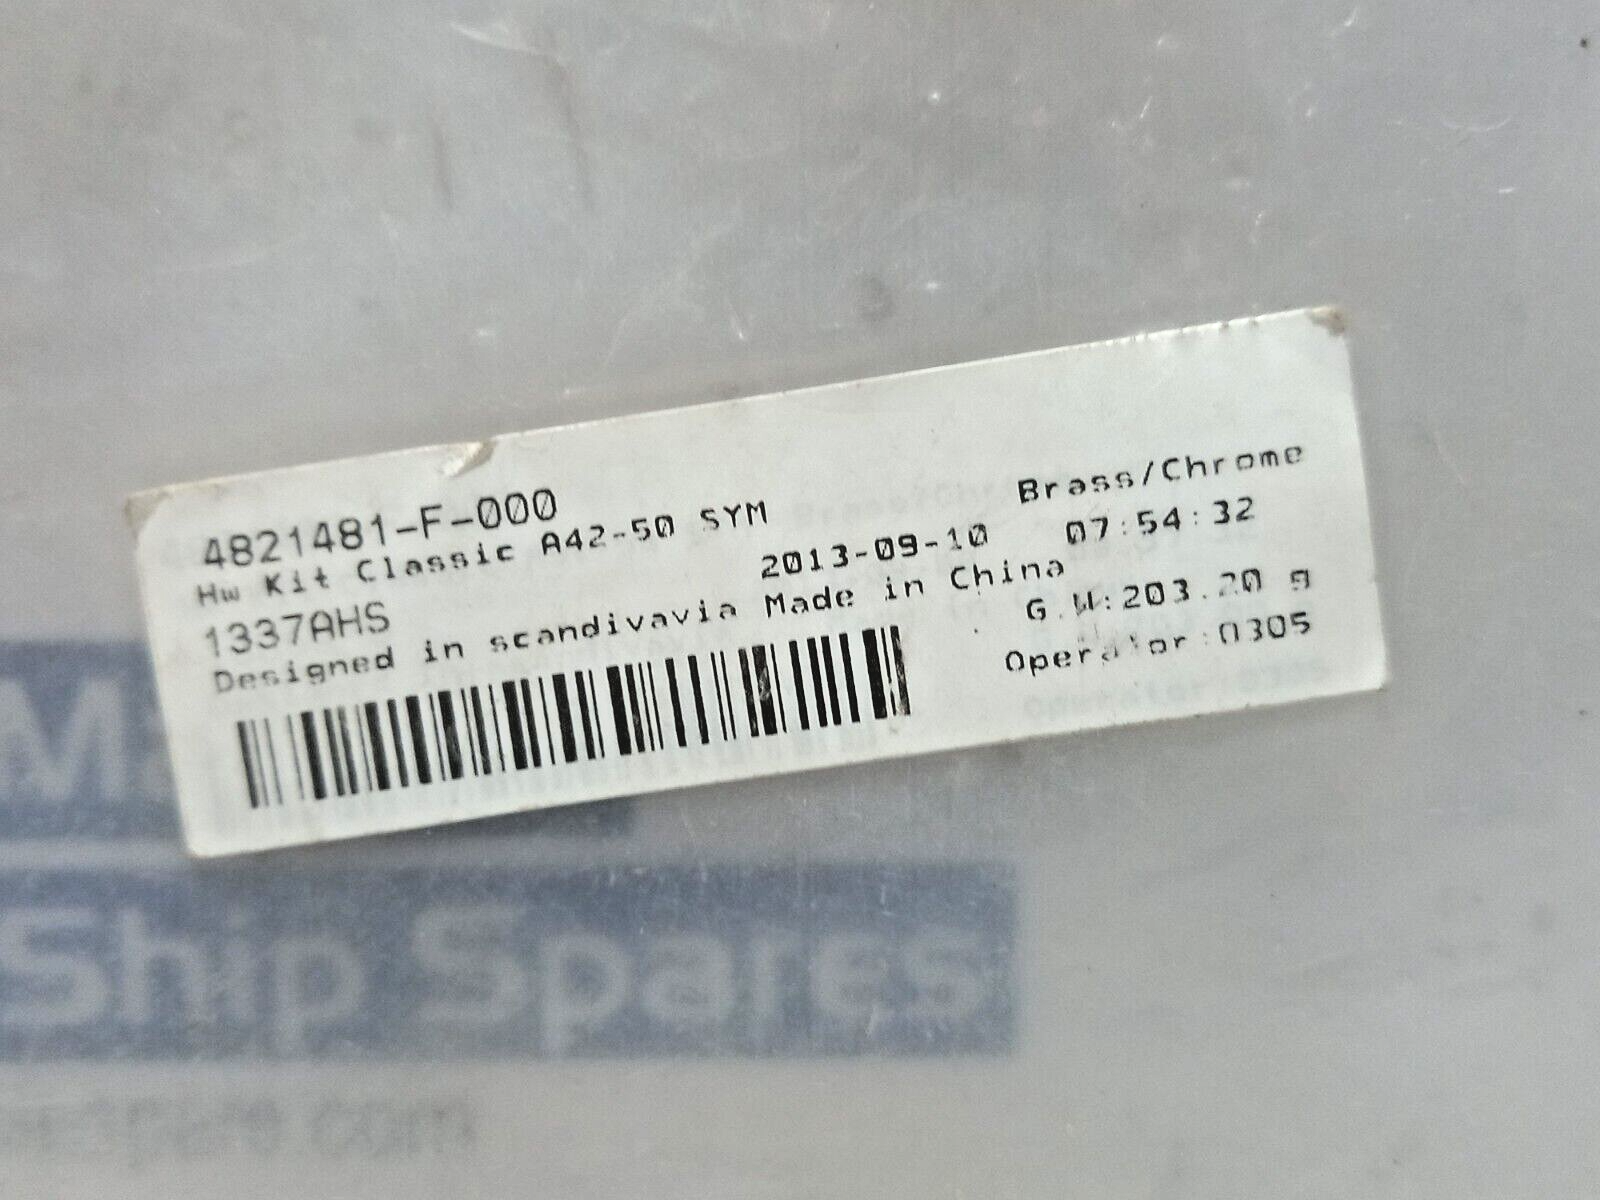 4821481-F-000
Hw Kit Classic A42-50 SYM Brass/Chrome
1337AHS 2013-09-10 07:54:32
Designed in scandivavia Made in China G.W:203.20 g
Operator:0305
Ship Spares